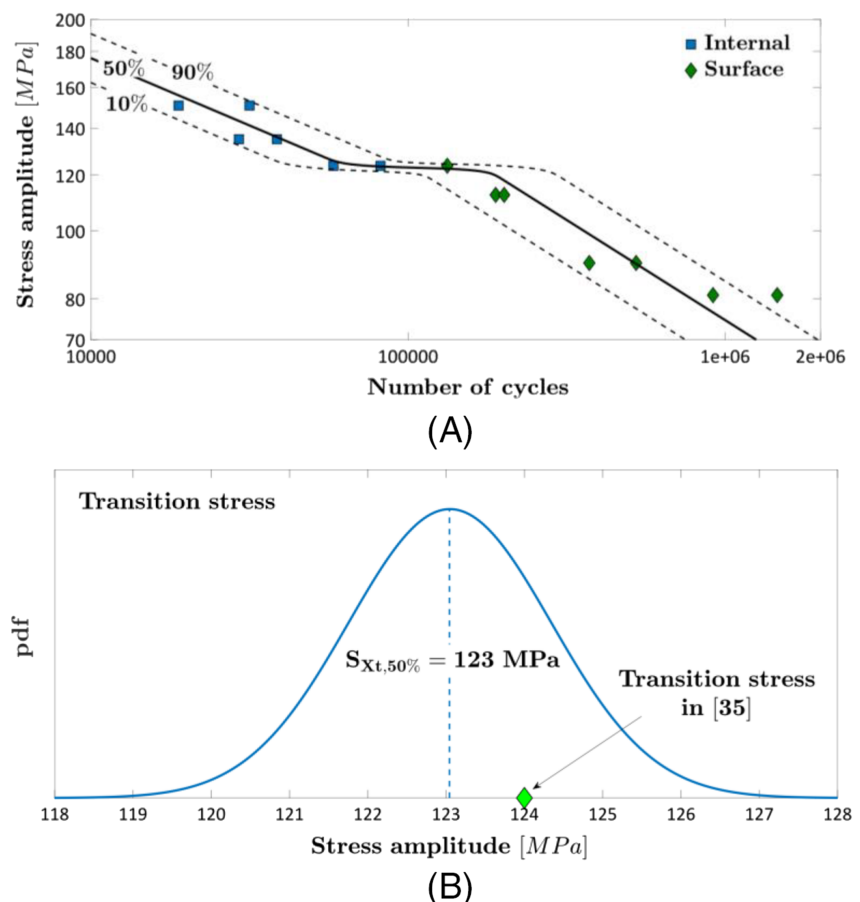 200
180
160
140
120
100
80
70
Stress amplitude [MPa]
50%
90%
10%
Internal
Surface
10000
100000
1e+06
2e+06
Number of cycles
(A)
Transition stress
pdf
S_Xt,50% = 123 MPa
Transition stress
in [35]
118
119
120
121
122
123
124
125
126
127
128
Stress amplitude [MPa]
(B)